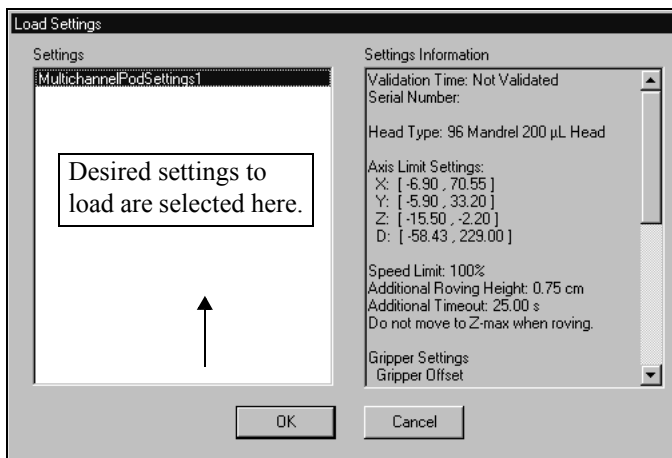 Load Settings
Settings
MultichannelPodSettings1
Desired settings to
load are selected here.
Settings Information
Validation Time: Not Validated
Serial Number:
Head Type: 96 Mandrel 200 µL Head
Axis Limit Settings:
X: [ -6.90 , 70.55 ]
Y: [ -5.90 , 33.20 ]
Z: [ -15.50 , -2.20 ]
D: [ -58.43 , 229.00 ]
Speed Limit: 100%
Additional Roving Height: 0.75 cm
Additional Timeout: 25.00 s
Do not move to Z-max when roving.
Gripper Settings
Gripper Offset
OK
Cancel